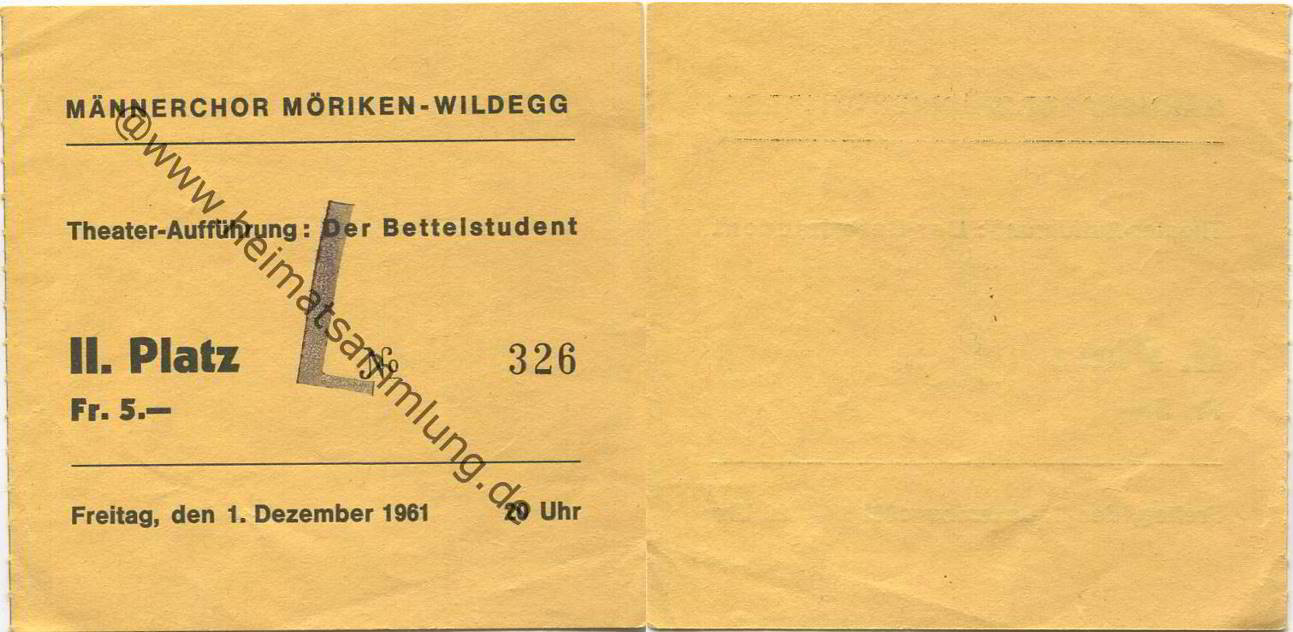 MÄNNERCHOR MÖRIKEN-WILDEGG
Theater-Aufführung: Der Bettelstudent
L
II. Platz
№ 326
Fr. 5.—
Freitag, den 1. Dezember 1961 20 Uhr
@www.heimatsammlung.de